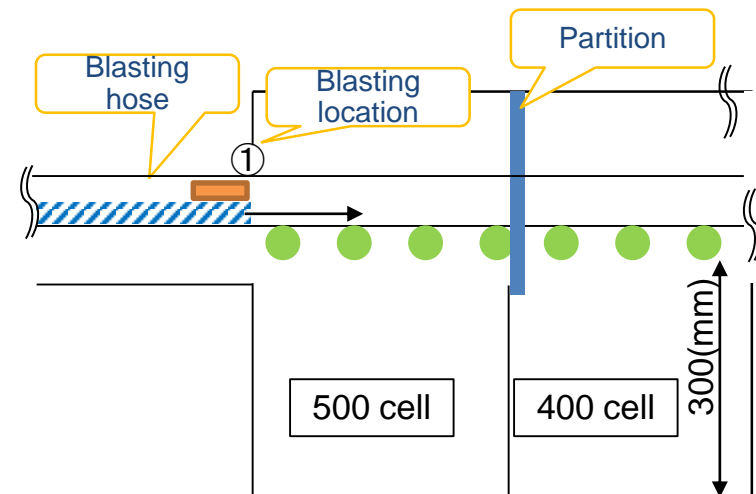 Partition
Blasting
hose
Blasting
location
①
300(mm)
500 cell
400 cell